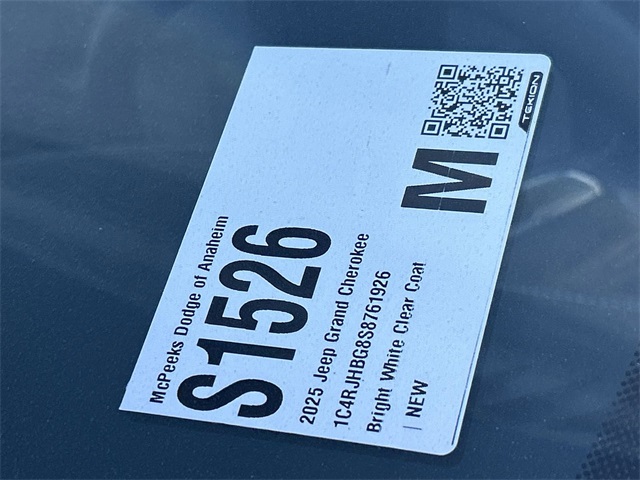 McPeeks Dodge of Anaheim
S1526
2025 Jeep Grand Cherokee
1C4RJHBG8S8761926
Bright White Clear Coat
| NEW
M
TEKION